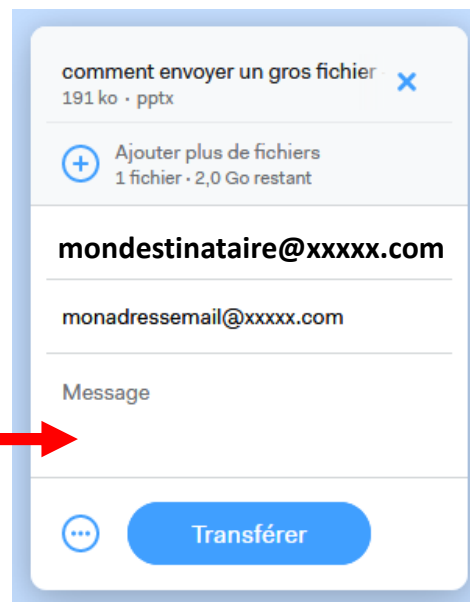 comment envoyer un gros fichier
191 ko · pptx
Ajouter plus de fichiers
1 fichier · 2,0 Go restant
mondestinataire@xxxxx.com
monadressemail@xxxxx.com
Message
Transférer